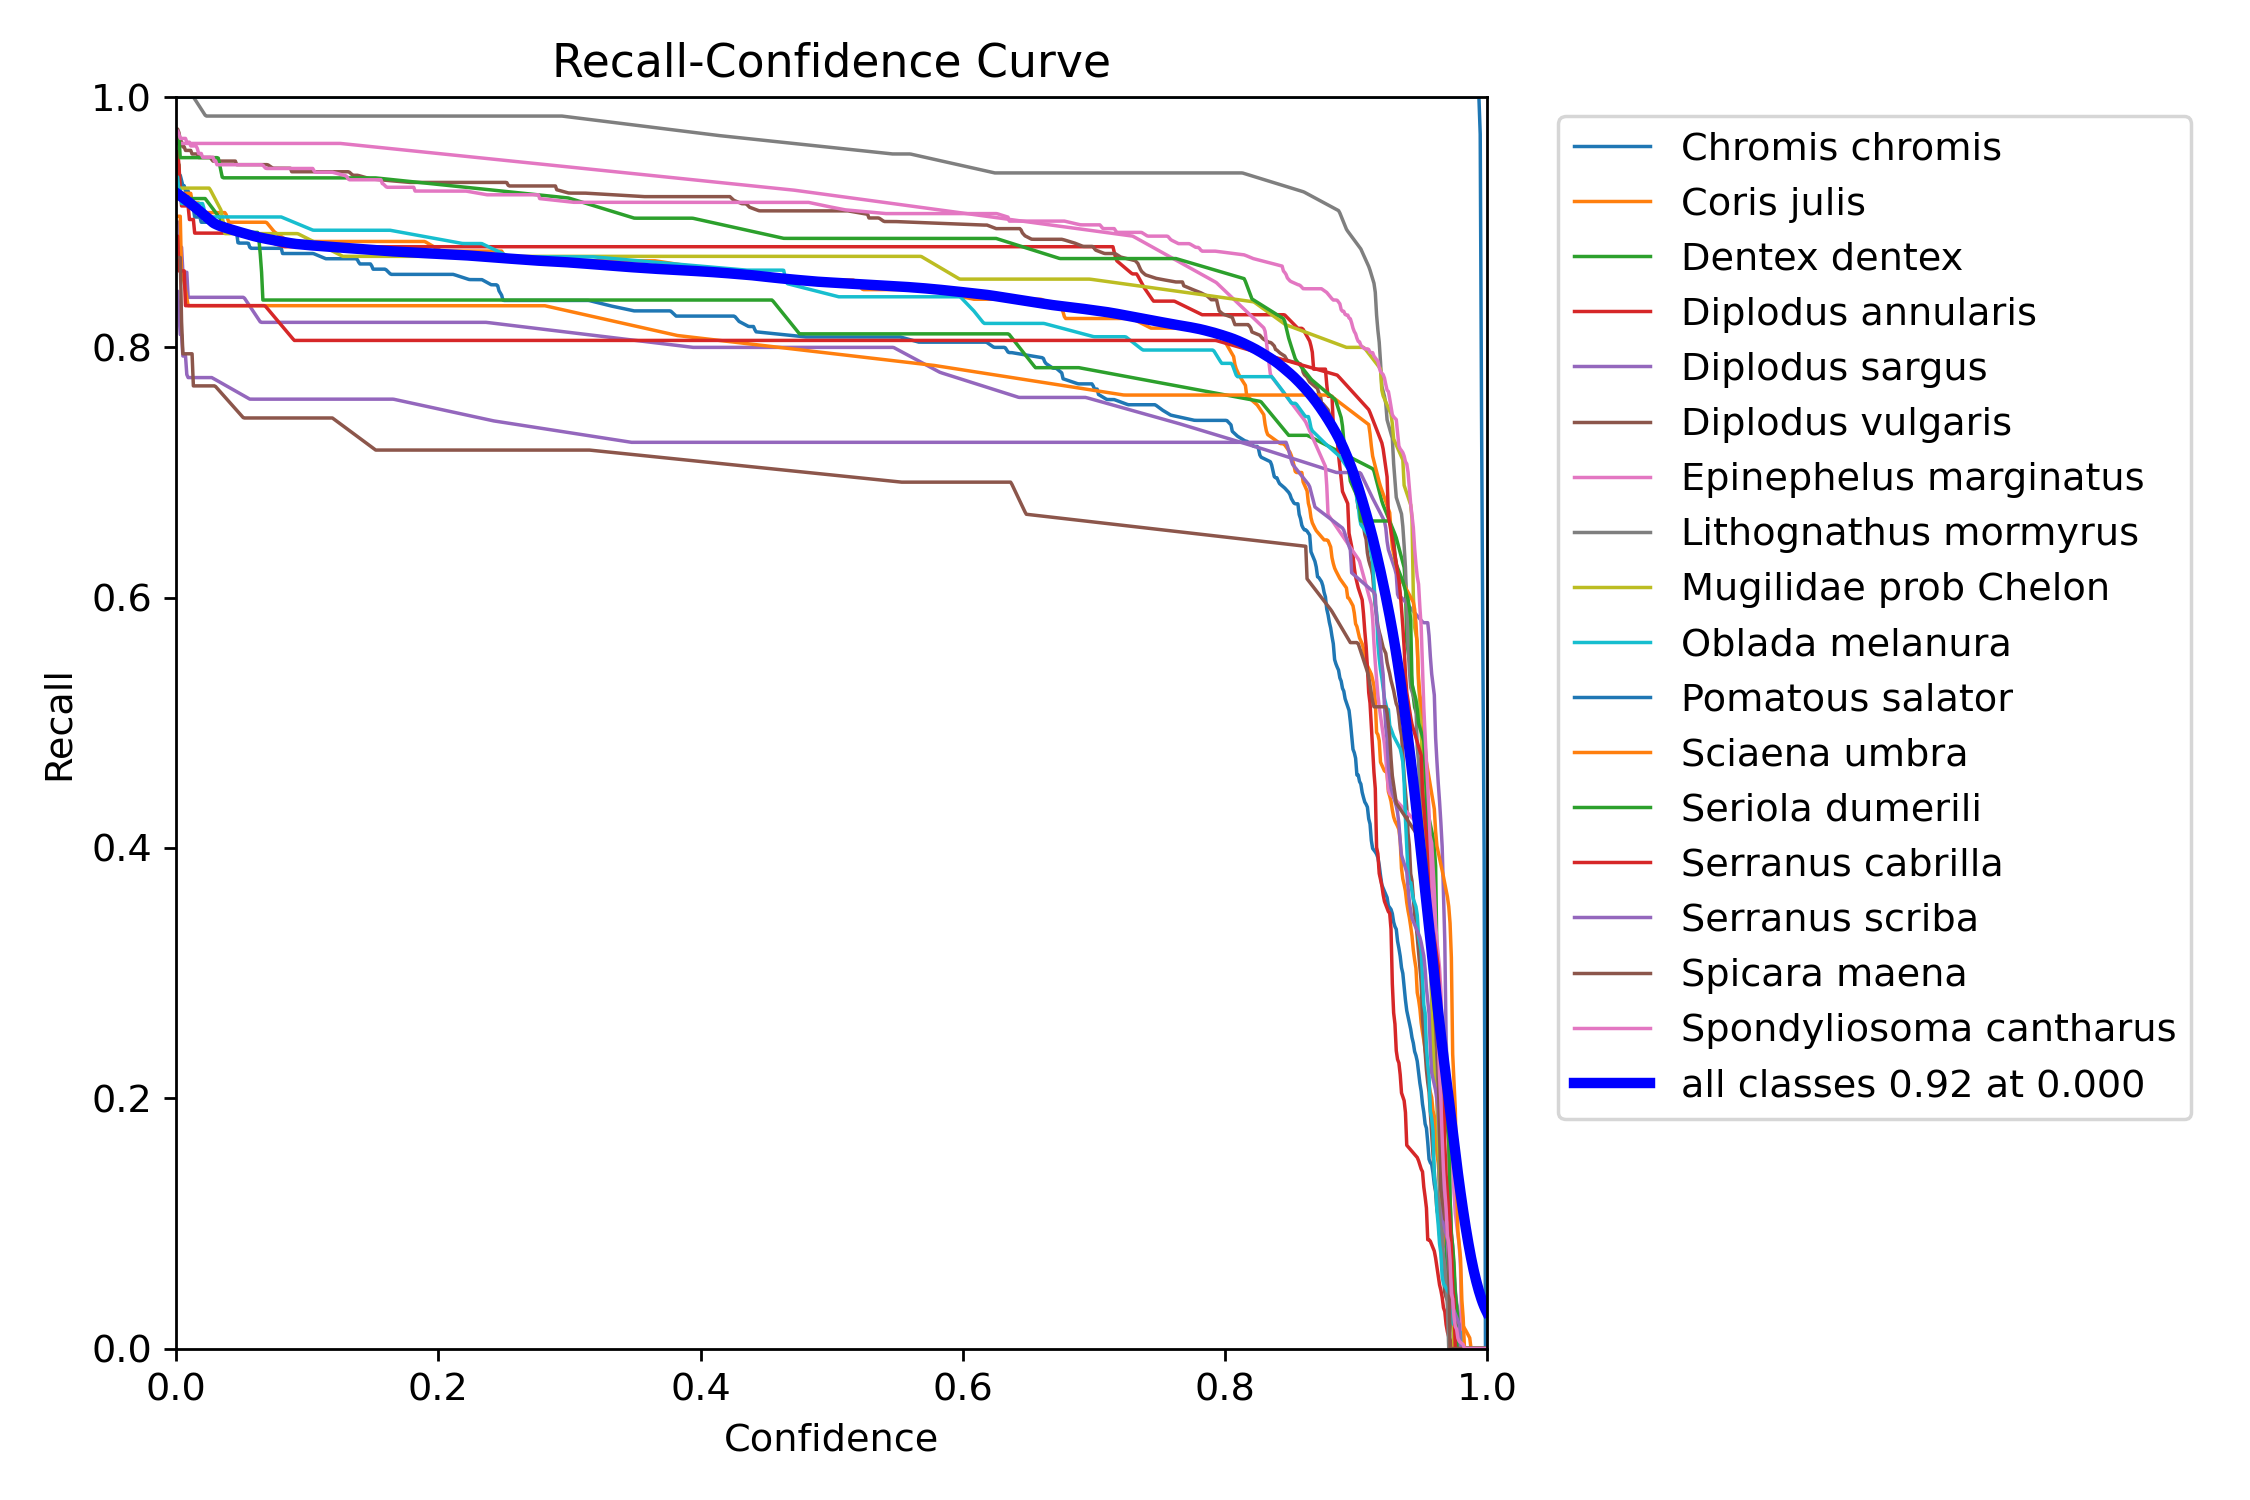 Recall-Confidence Curve
1.0
0.8
0.6
0.4
0.2
0.0
Recall
0.0 0.2 0.4 0.6 0.8 1.0
Confidence
Chromis chromis
Coris julis
Dentex dentex
Diplodus annularis
Diplodus sargus
Diplodus vulgaris
Epinephelus marginatus
Lithognathus mormyrus
Mugilidae prob Chelon
Oblada melanura
Pomatous salator
Sciaena umbra
Seriola dumerili
Serranus cabrilla
Serranus scriba
Spicara maena
Spondyliosoma cantharus
all classes 0.92 at 0.000